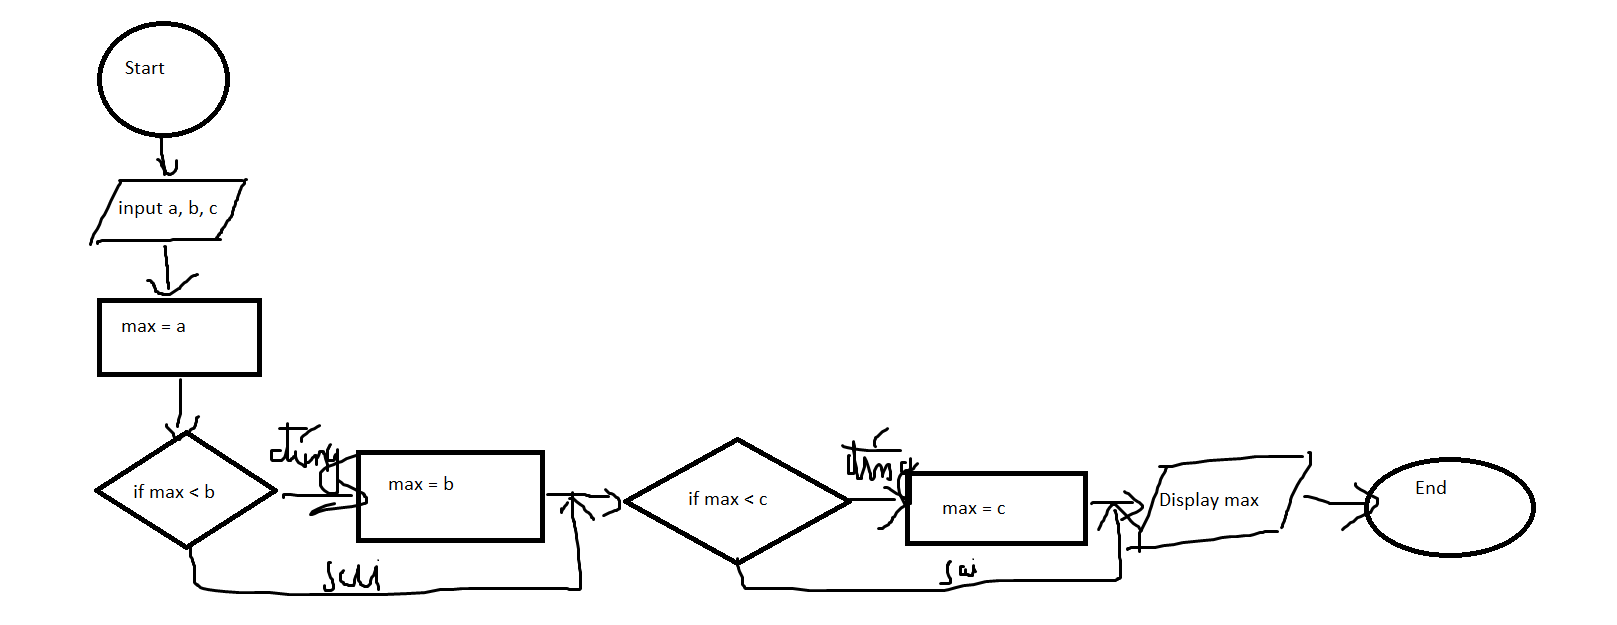 Start
input a, b, c
max = a
if max < b
đúng
max = b
sai
if max < c
đúng
max = c
sai
Display max
End